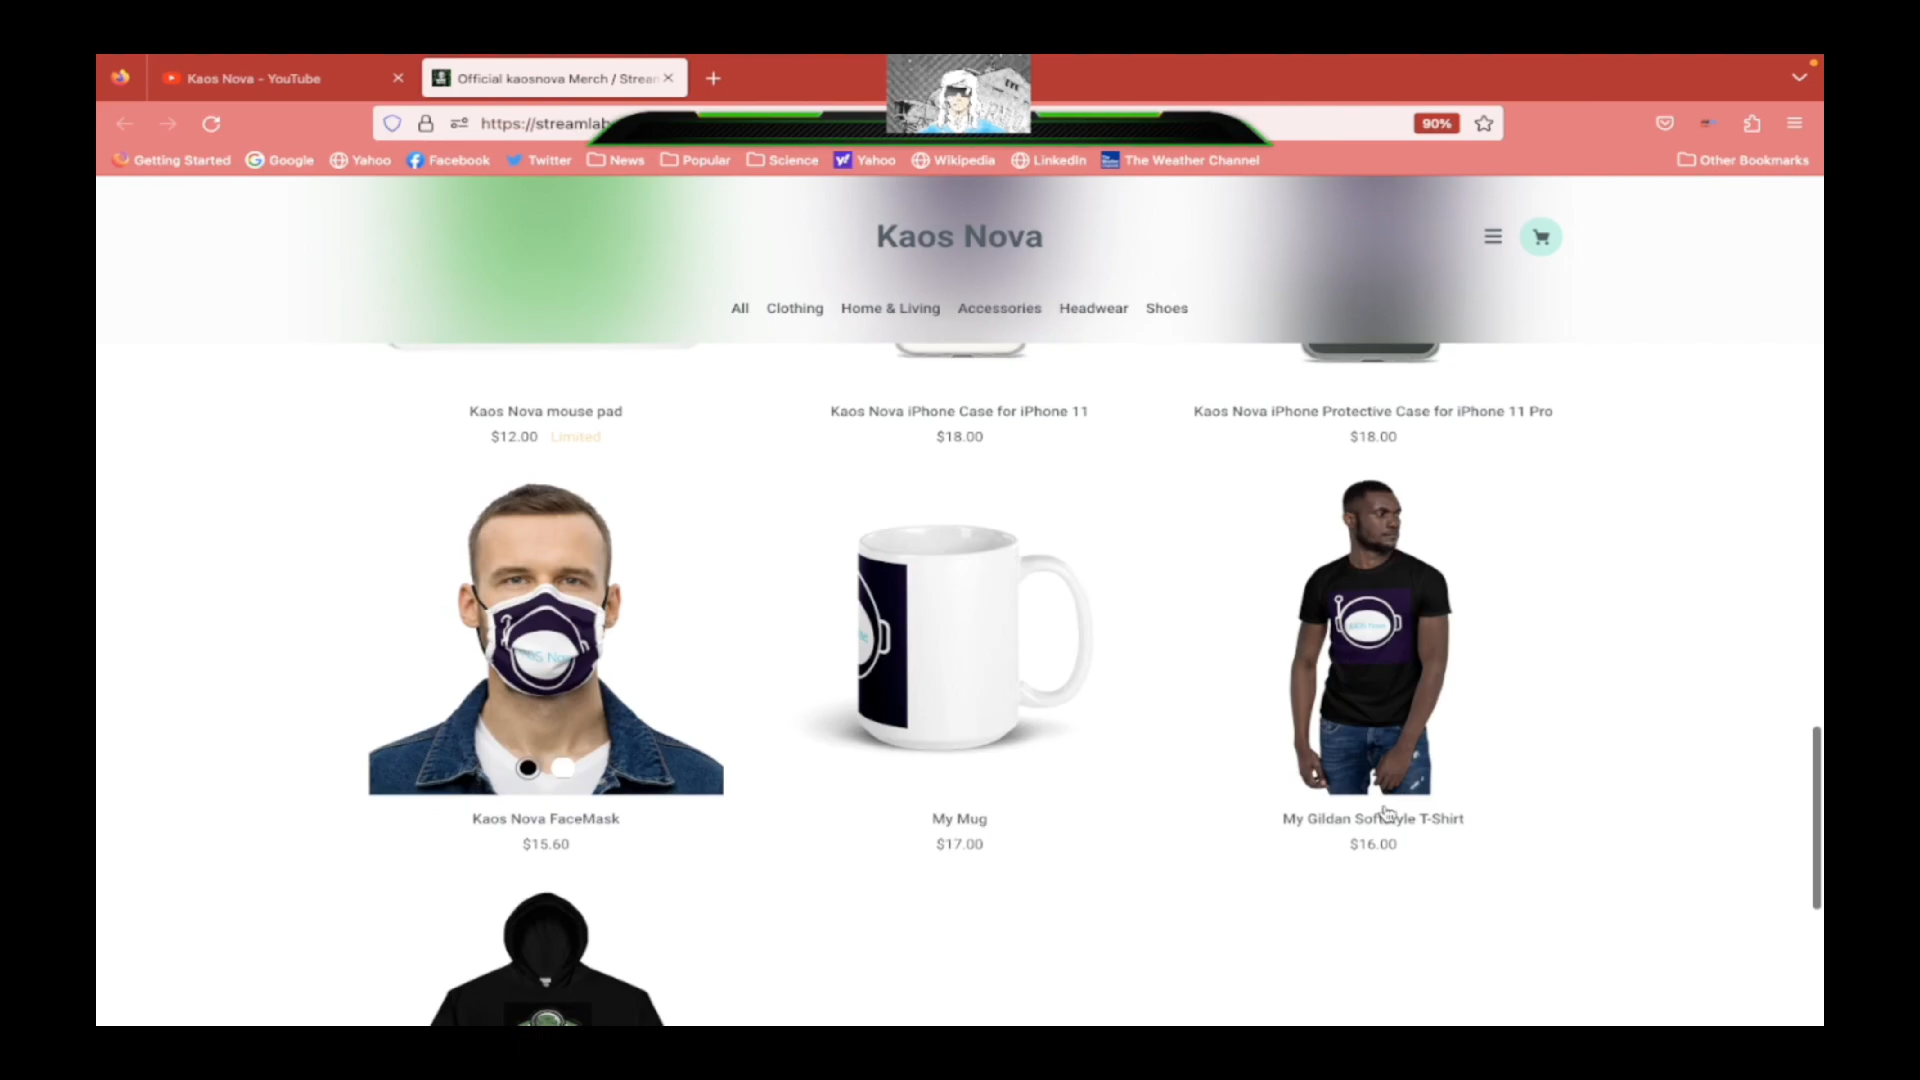 Kaos Nova - YouTube
Official kaosnova Merch / Strean
https://streamlab
90%
Getting Started Google Yahoo Facebook Twitter News Popular Science Yahoo Wikipedia LinkedIn The Weather Channel Other Bookmarks
Kaos Nova
All Clothing Home & Living Accessories Headwear Shoes
Kaos Nova mouse pad
$12.00 Limited
Kaos Nova iPhone Case for iPhone 11
$18.00
Kaos Nova iPhone Protective Case for iPhone 11 Pro
$18.00
KAOS Nova
Kaos Nova FaceMask
$15.60
My Mug
$17.00
My Gildan Softstyle T-Shirt
$16.00